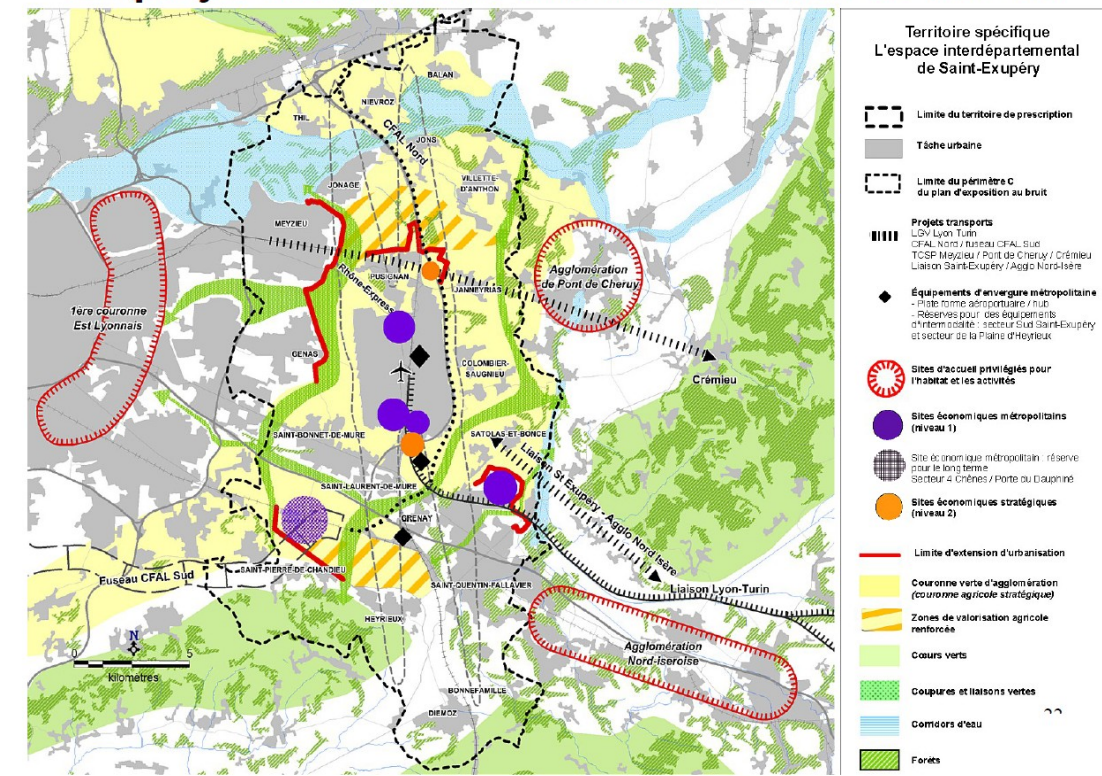 BALAN
NIEVROZ
THIL
CFAL Nord
JONS
VILLETTE-
D'ANTHON
JONAGE
MEYZIEU
Rhône-Express
PUSIGNAN
JANNEYRIAS
Agglomération
de Pont de Cheruy
1ère couronne
Est Lyonnais
GENAS
COLOMBIER-
SAUGNIEU
Crémieu
SAINT-BONNET-DE-MURE
SATOLAS-ET-BONCE
Liaison St Exupéry - Agglo Nord Isère
SAINT-LAURENT-DE-MURE
GRENAY
Fuseau CFAL Sud
SAINT-PIERRE-DE-CHANDIEU
SAINT-QUENTIN-FALLAVIER
Liaison Lyon-Turin
HEYRIEUX
N
0 5
kilomètres
Agglomération
Nord-Iseroise
BONNEFAMILLE
DIEMOZ
Territoire spécifique
L'espace interdépartemental
de Saint-Exupéry
Limite du territoire de prescription
Tâche urbaine
Limite du périmètre C
du plan d'exposition au bruit
Projets transports
LGV Lyon Turin
CFAL Nord / fuseau CFAL Sud
TCSP Meyzieu / Pont de Cheruy / Crémieu
Liaison Saint-Exupéry / Agglo Nord-Isère
Équipements d'envergure métropolitaine
- Plate forme aéroportuaire / hub
- Réserves pour des équipements
d'intermodalité : secteur Sud Saint-Exupéry
et secteur de la Plaine d'Heyrieux
Sites d'accueil privilégiés pour
l'habitat et les activités
Sites économiques métropolitains
(niveau 1)
Site économique métropolitain : réserve
pour le long terme
Secteur 4 Chênes / Porte du Dauphiné
Sites économiques stratégiques
(niveau 2)
Limite d'extension d'urbanisation
Couronne verte d'agglomération
(couronne agricole stratégique)
Zones de valorisation agricole
renforcée
Cœurs verts
Coupures et liaisons vertes
Corridors d'eau
Forêts